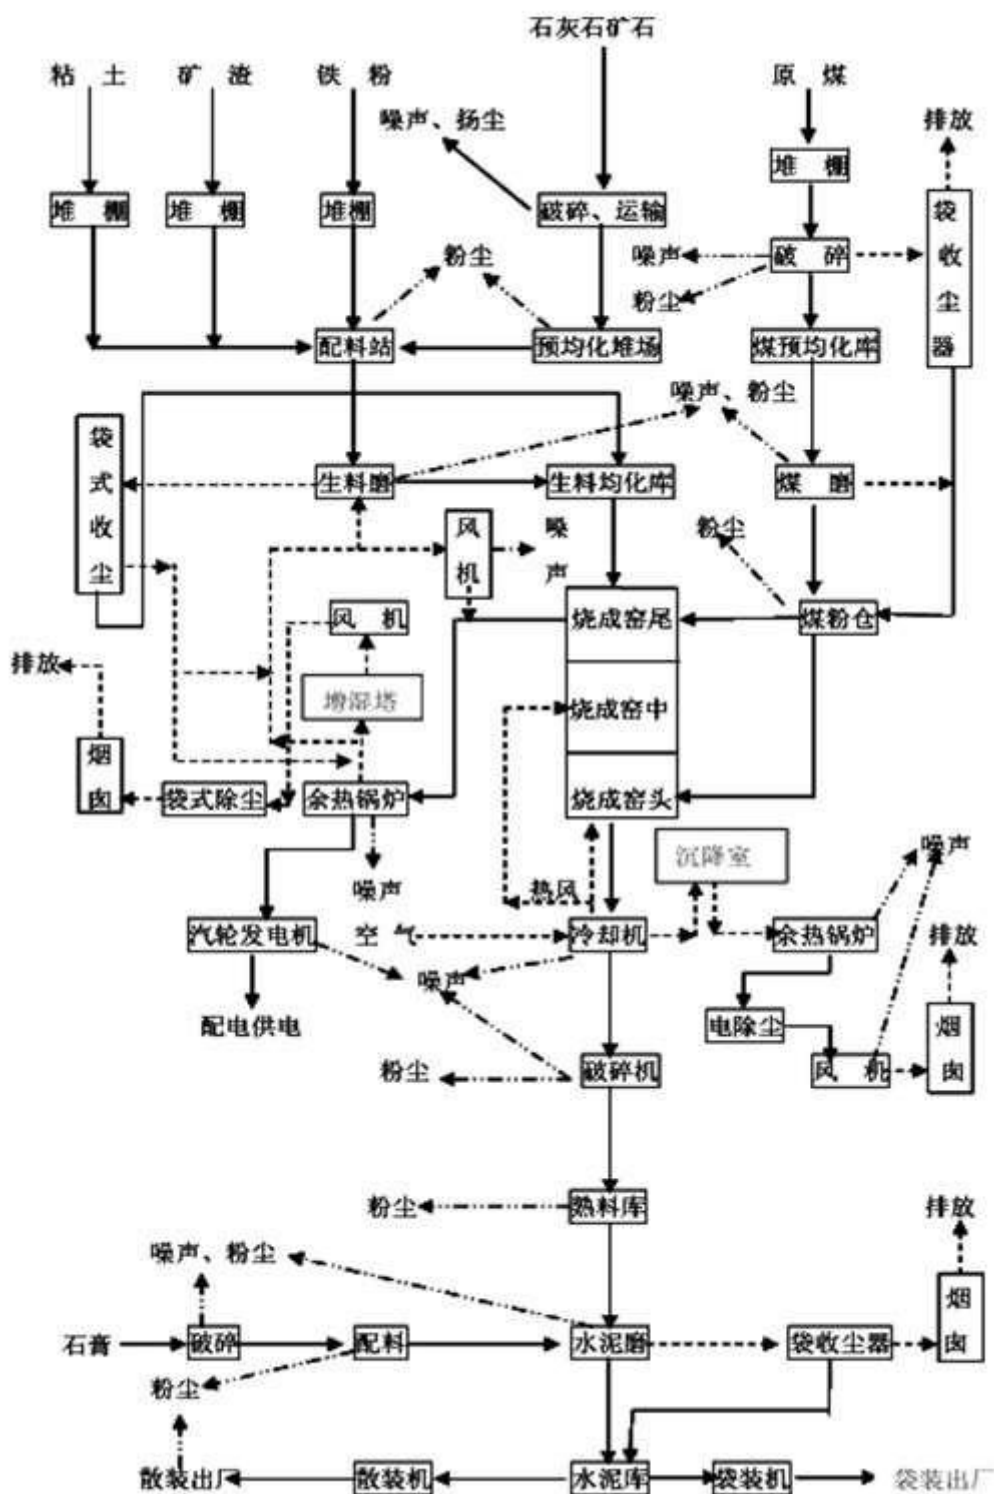 石灰石矿石
粘 土
矿 渣
铁 粉
原 煤
噪声、扬尘
排放
堆 棚
堆 棚
堆 棚
堆棚
破碎、运输
袋收尘器
粉尘
噪声
破 碎
粉尘
配料站
预均化堆场
煤预均化库
噪声、粉尘
袋式收尘
生料磨
生料均化库
煤 磨
风机
噪声
粉尘
风 机
烧成窑尾
煤粉仓
排放
增湿塔
烧成窑中
烟囱
袋式除尘
余热锅炉
烧成窑头
沉降室
噪声
噪声
热风
汽轮发电机
空 气
冷却机
余热锅炉
排放
噪声
配电供电
电除尘
烟囱
粉尘
破碎机
风 机
粉尘
熟料库
排放
噪声、粉尘
烟囱
石膏
破碎
配料
水泥磨
袋收尘器
粉尘
散装出厂
散装机
水泥库
袋装机
袋装出厂